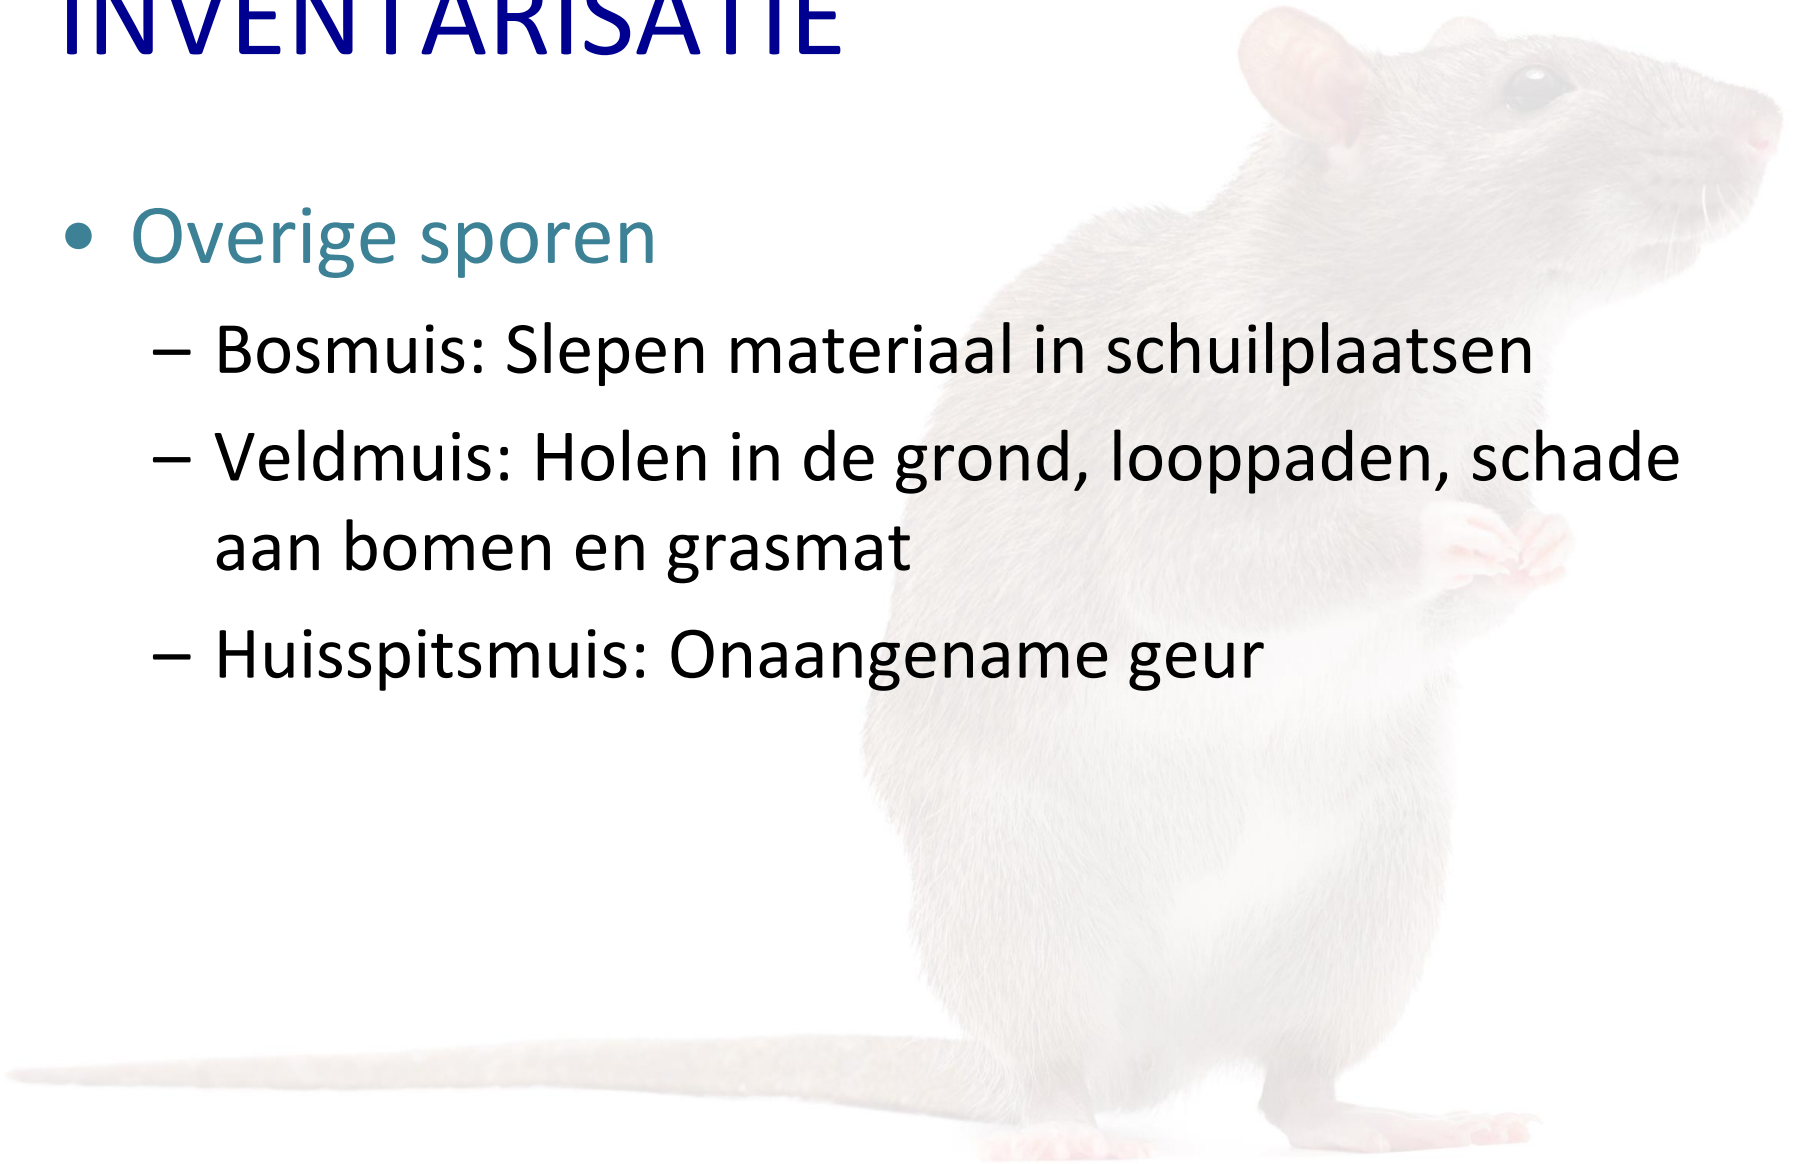 INVENTARISATIE
• Overige sporen
– Bosmuis: Slepen materiaal in schuilplaatsen
– Veldmuis: Holen in de grond, looppaden, schade
aan bomen en grasmat
– Huisspitsmuis: Onaangename geur